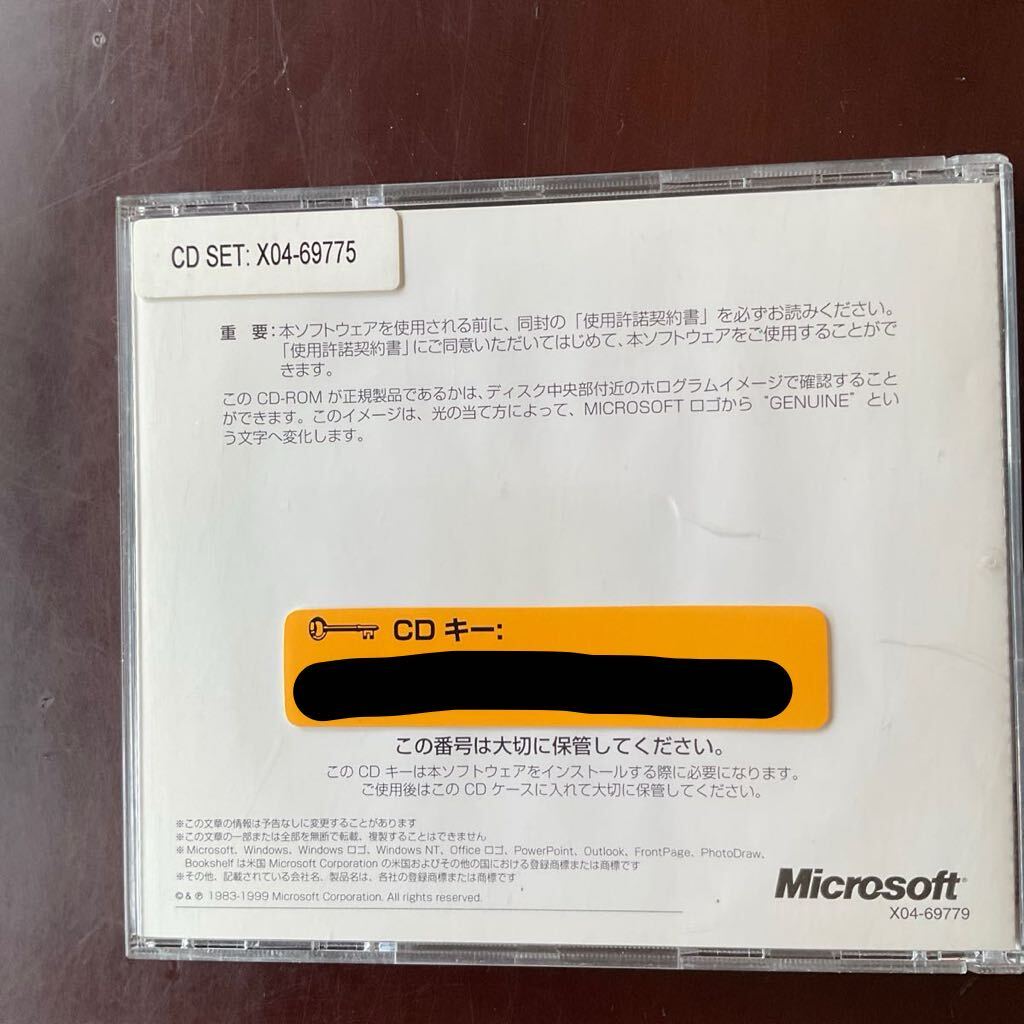 CD SET: X04-69775
重　要：本ソフトウェアを使用される前に、同封の「使用許諾契約書」を必ずお読みください。
「使用許諾契約書」にご同意いただいてはじめて、本ソフトウェアをご使用することがで
きます。
この CD-ROM が正規製品であるかは、ディスク中央部付近のホログラムイメージで確認すること
ができます。このイメージは、光の当て方によって、MICROSOFT ロゴから “GENUINE” とい
う文字へ変化します。
CD キー:
この番号は大切に保管してください。
この CD キーは本ソフトウェアをインストールする際に必要になります。
ご使用後はこの CD ケースに入れて大切に保管してください。
※この文章の情報は予告なしに変更することがあります
※この文章の一部または全部を無断で転載、複製することはできません
※Microsoft、Windows、Windows ロゴ、Windows NT、Office ロゴ、PowerPoint、Outlook、FrontPage、PhotoDraw、
Bookshelf は米国 Microsoft Corporation の米国およびその他の国における登録商標または商標です
※その他、記載されている会社名、製品名は、各社の登録商標または商標です
©&℗ 1983-1999 Microsoft Corporation. All rights reserved.
Microsoft®
X04-69779